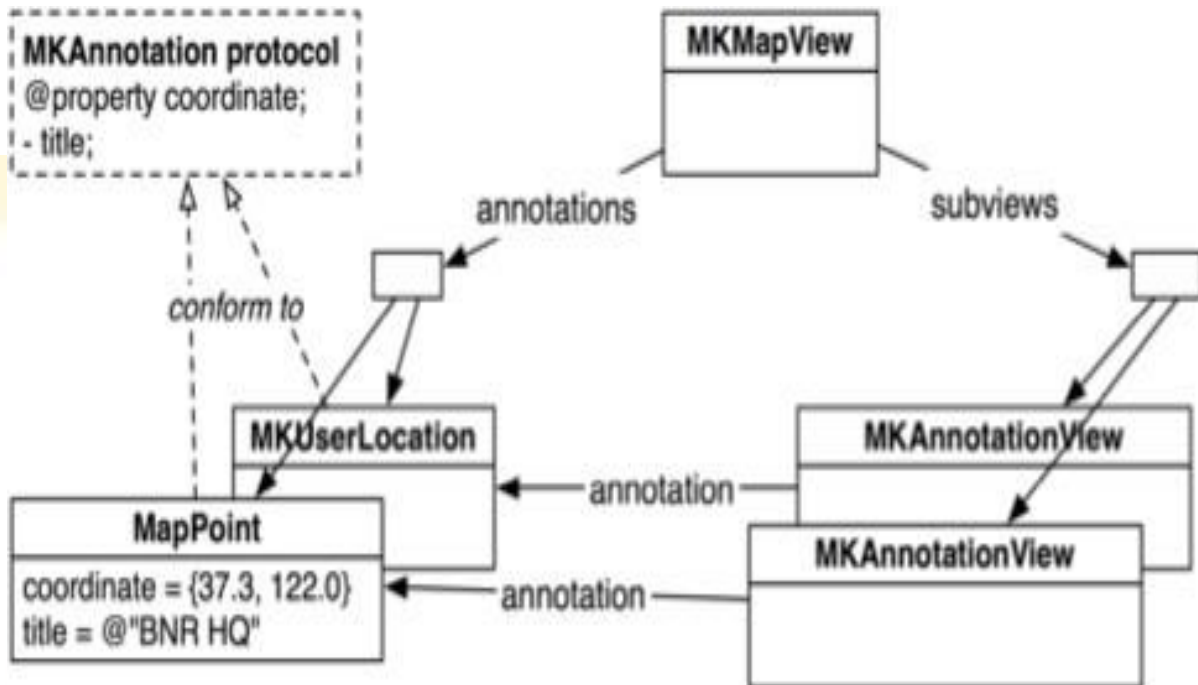 MKAnnotation protocol
@property coordinate;
- title;
MKMapView
annotations
subviews
conform to
MKUserLocation
MKAnnotationView
annotation
MapPoint
coordinate = {37.3, 122.0}
title = @"BNR HQ"
MKAnnotationView
annotation